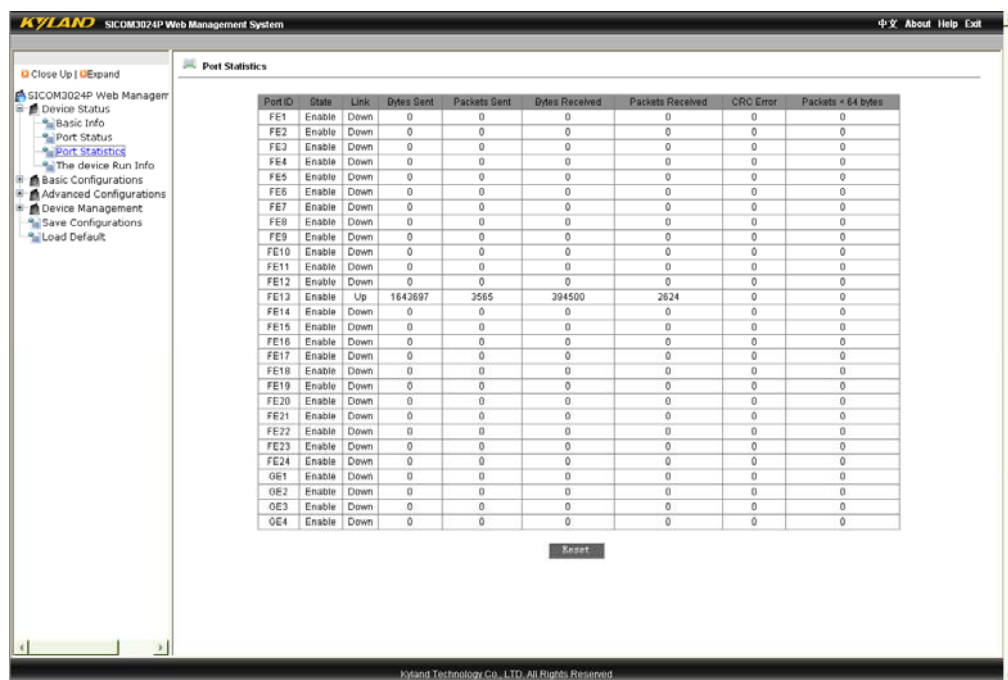 KYLAND SICOM3024P Web Management System 中文 About Help Exit
Close Up | Expand
SICOM3024P Web Managem
Device Status
Basic Info
Port Status
Port Statistics
The device Run Info
Basic Configurations
Advanced Configurations
Device Management
Save Configurations
Load Default
Port Statistics
Port ID State Link Bytes Sent Packets Sent Bytes Received Packets Received CRC Error Packets < 64 bytes
FE1 Enable Down 0 0 0 0 0 0
FE2 Enable Down 0 0 0 0 0 0
FE3 Enable Down 0 0 0 0 0 0
FE4 Enable Down 0 0 0 0 0 0
FE5 Enable Down 0 0 0 0 0 0
FE6 Enable Down 0 0 0 0 0 0
FE7 Enable Down 0 0 0 0 0 0
FE8 Enable Down 0 0 0 0 0 0
FE9 Enable Down 0 0 0 0 0 0
FE10 Enable Down 0 0 0 0 0 0
FE11 Enable Down 0 0 0 0 0 0
FE12 Enable Down 0 0 0 0 0 0
FE13 Enable Up 1643697 3565 394500 2624 0 0
FE14 Enable Down 0 0 0 0 0 0
FE15 Enable Down 0 0 0 0 0 0
FE16 Enable Down 0 0 0 0 0 0
FE17 Enable Down 0 0 0 0 0 0
FE18 Enable Down 0 0 0 0 0 0
FE19 Enable Down 0 0 0 0 0 0
FE20 Enable Down 0 0 0 0 0 0
FE21 Enable Down 0 0 0 0 0 0
FE22 Enable Down 0 0 0 0 0 0
FE23 Enable Down 0 0 0 0 0 0
FE24 Enable Down 0 0 0 0 0 0
GE1 Enable Down 0 0 0 0 0 0
GE2 Enable Down 0 0 0 0 0 0
GE3 Enable Down 0 0 0 0 0 0
GE4 Enable Down 0 0 0 0 0 0
Reset
Kyland Technology Co., LTD. All Rights Reserved